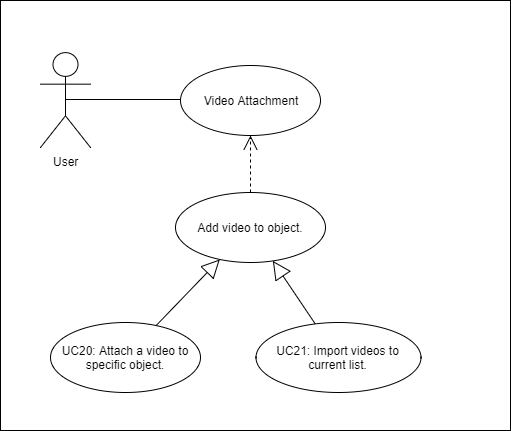 Video Attachment
User
Add video to object.
UC20: Attach a video to
specific object.
UC21: Import videos to
current list.